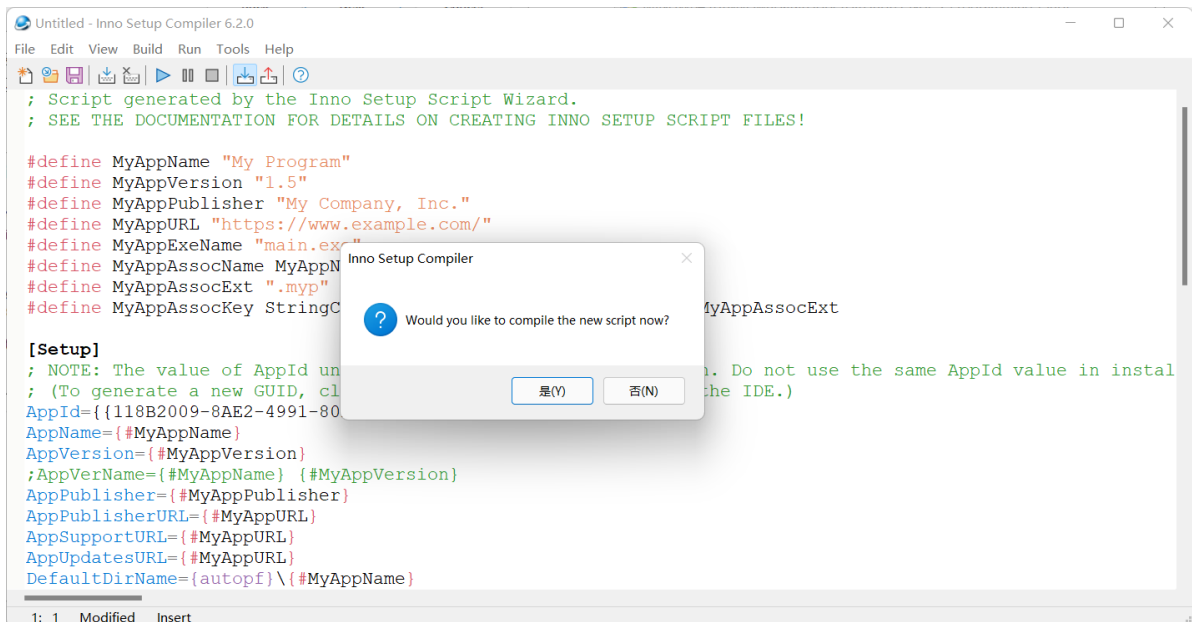 Untitled - Inno Setup Compiler 6.2.0
File Edit View Build Run Tools Help
; Script generated by the Inno Setup Script Wizard.
; SEE THE DOCUMENTATION FOR DETAILS ON CREATING INNO SETUP SCRIPT FILES!
#define MyAppName "My Program"
#define MyAppVersion "1.5"
#define MyAppPublisher "My Company, Inc."
#define MyAppURL "https://www.example.com/"
#define MyAppExeName "main.exe"
#define MyAppAssocName MyAppN
#define MyAppAssocExt ".myp"
#define MyAppAssocKey StringC MyAppAssocExt
Inno Setup Compiler
Would you like to compile the new script now?
是(Y) 否(N)
[Setup]
; NOTE: The value of AppId un . Do not use the same AppId value in instal
; (To generate a new GUID, cl the IDE.)
AppId={{118B2009-8AE2-4991-80
AppName={#MyAppName}
AppVersion={#MyAppVersion}
;AppVerName={#MyAppName} {#MyAppVersion}
AppPublisher={#MyAppPublisher}
AppPublisherURL={#MyAppURL}
AppSupportURL={#MyAppURL}
AppUpdatesURL={#MyAppURL}
DefaultDirName={autopf}\{#MyAppName}
1: 1 Modified Insert